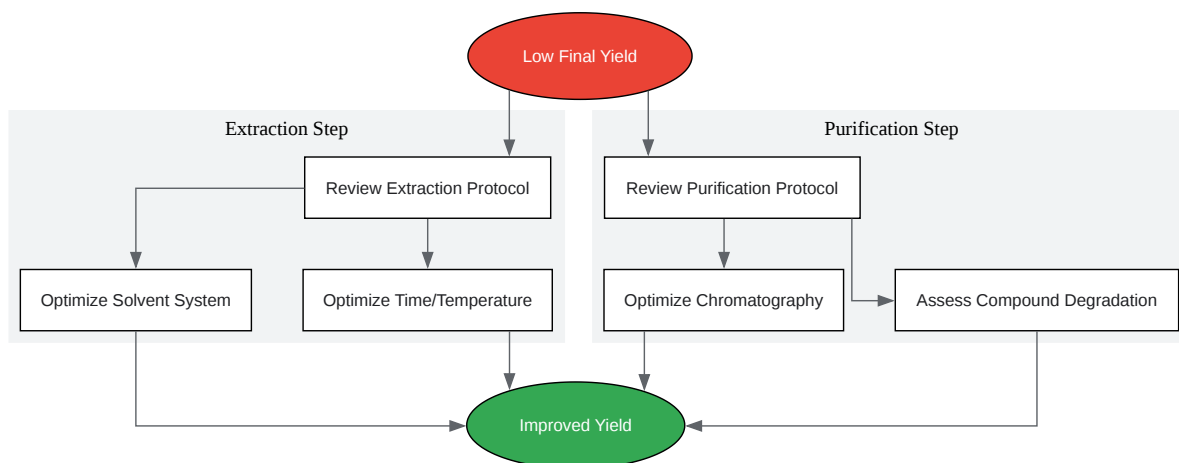 Low Final Yield
Extraction Step
Purification Step
Review Extraction Protocol
Review Purification Protocol
Optimize Solvent System
Optimize Time/Temperature
Optimize Chromatography
Assess Compound Degradation
Improved Yield